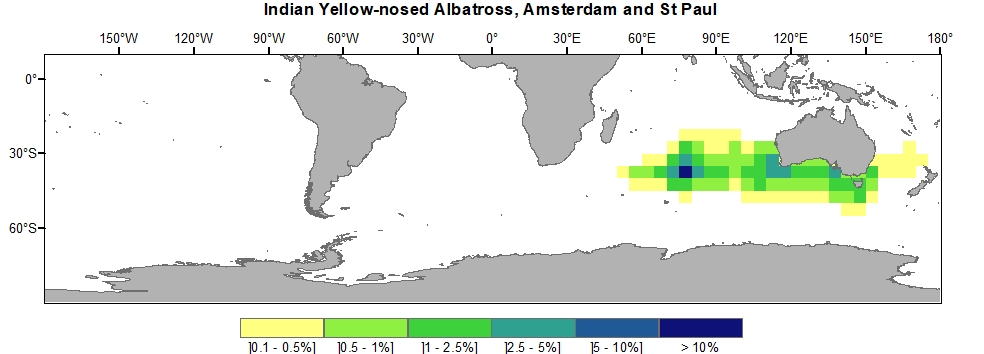 Indian Yellow-nosed Albatross, Amsterdam and St Paul
150°W 120°W 90°W 60°W 30°W 0° 30°E 60°E 90°E 120°E 150°E 180°
0°
30°S
60°S
]0.1 - 0.5%] ]0.5 - 1%] ]1 - 2.5%] ]2.5 - 5%] ]5 - 10%] > 10%